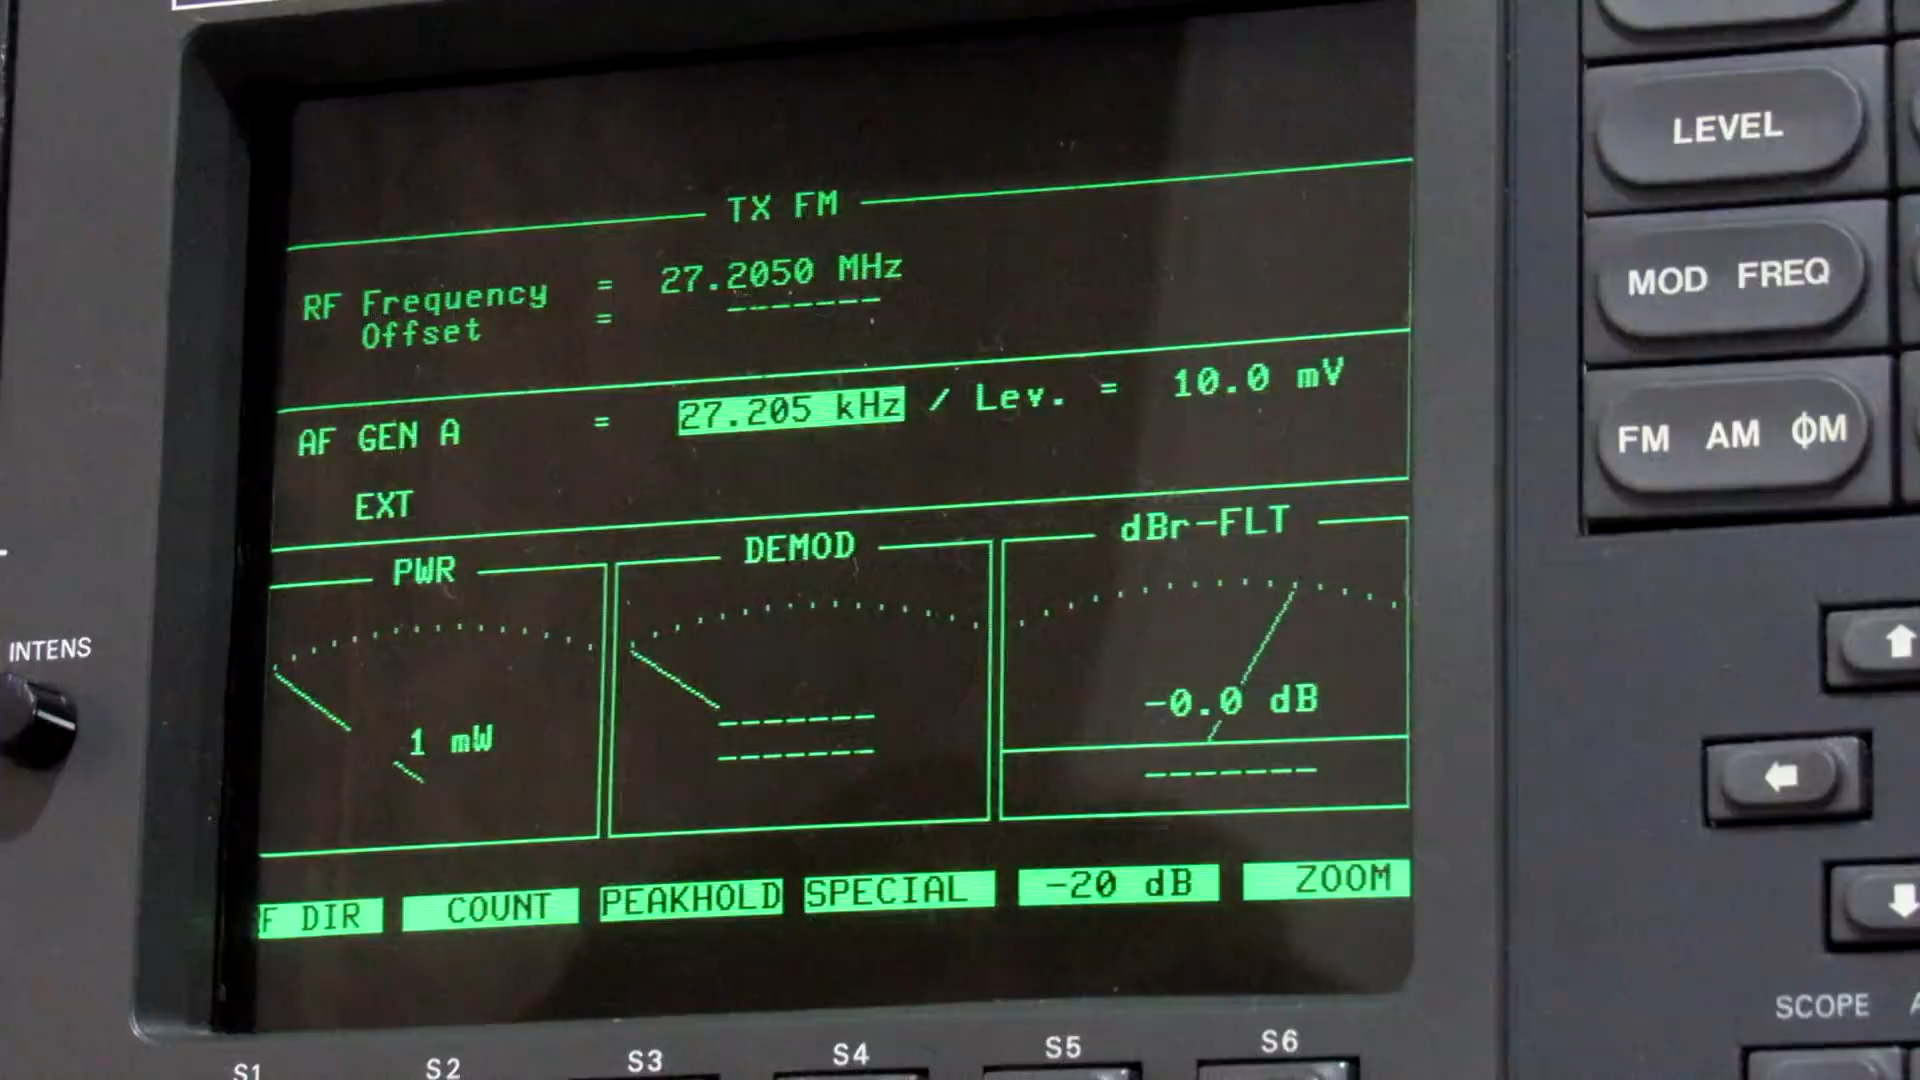 TX FM
RF Frequency = 27.2050 MHz
Offset = -------
AF GEN A = 27.205 kHz / Lev. = 10.0 mV
EXT
PWR
DEMOD
dBr-FLT
1 mW
-------
-------
-0.0 dB
-------
F DIR
COUNT
PEAKHOLD
SPECIAL
-20 dB
ZOOM
S1
S2
S3
S4
S5
S6
INTENS
LEVEL
MOD FREQ
FM AM ΦM
SCOPE